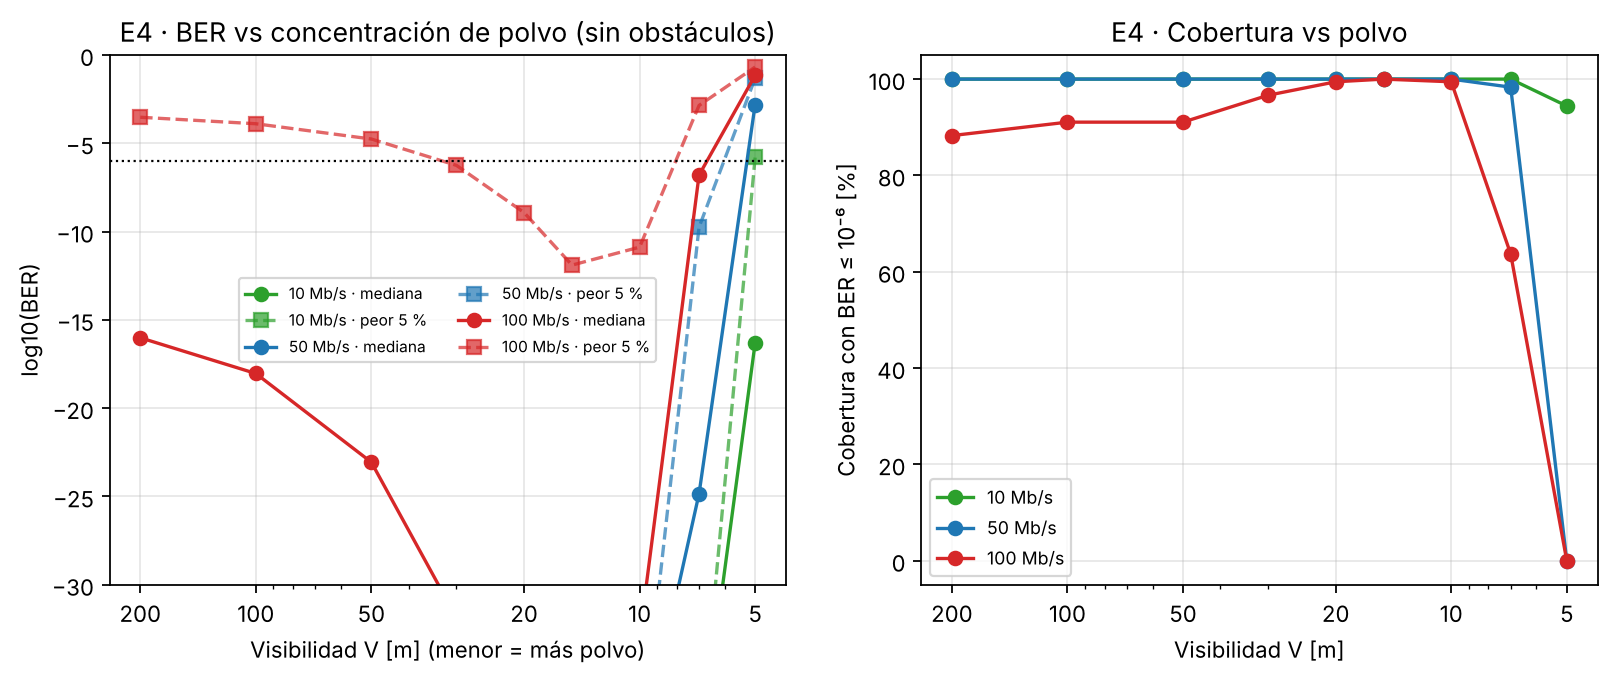 E4 · BER vs concentración de polvo (sin obstáculos)
log10(BER)
0
−5
−10
−15
−20
−25
−30
10 Mb/s · mediana
10 Mb/s · peor 5 %
50 Mb/s · mediana
50 Mb/s · peor 5 %
100 Mb/s · mediana
100 Mb/s · peor 5 %
200 100 50 20 10 5
Visibilidad V [m] (menor = más polvo)
E4 · Cobertura vs polvo
Cobertura con BER ≤ 10⁻⁶ [%]
100
80
60
40
20
0
10 Mb/s
50 Mb/s
100 Mb/s
200 100 50 20 10 5
Visibilidad V [m]